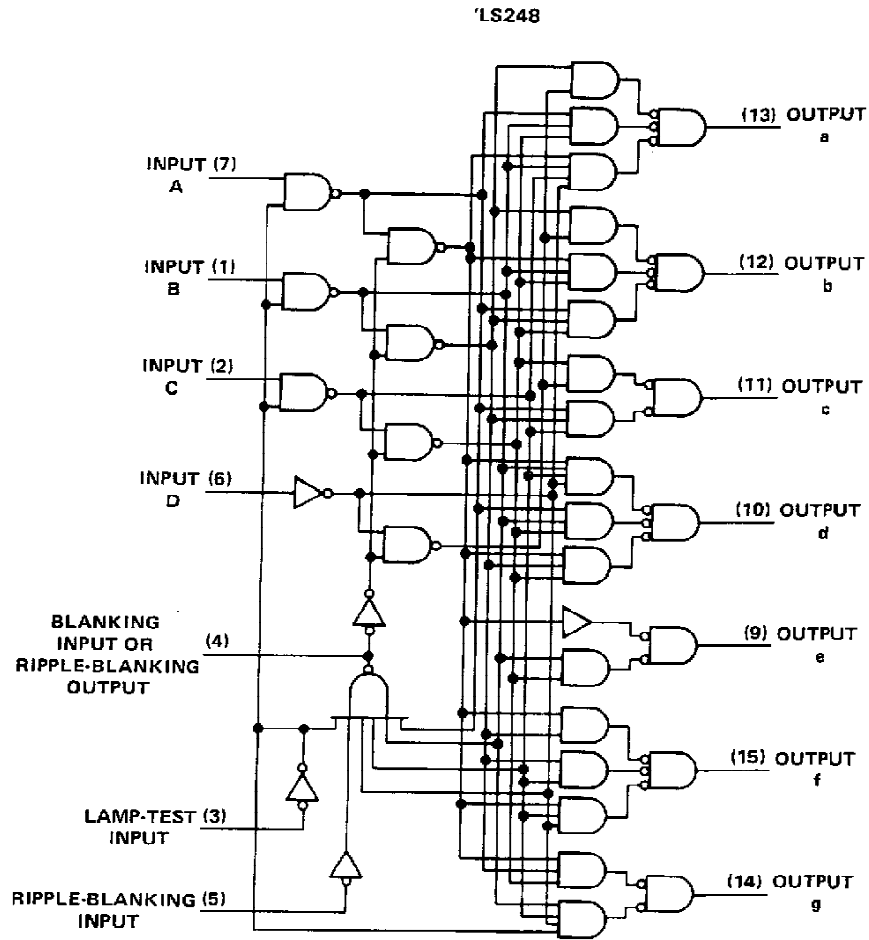 'LS248
(13) OUTPUT
a
INPUT (7)
A
(12) OUTPUT
b
INPUT (1)
B
INPUT (2)
C
(11) OUTPUT
c
INPUT (6)
D
(10) OUTPUT
d
BLANKING
INPUT OR (4)
RIPPLE-BLANKING
OUTPUT
(9) OUTPUT
e
(15) OUTPUT
f
LAMP-TEST (3)
INPUT
(14) OUTPUT
g
RIPPLE-BLANKING (5)
INPUT